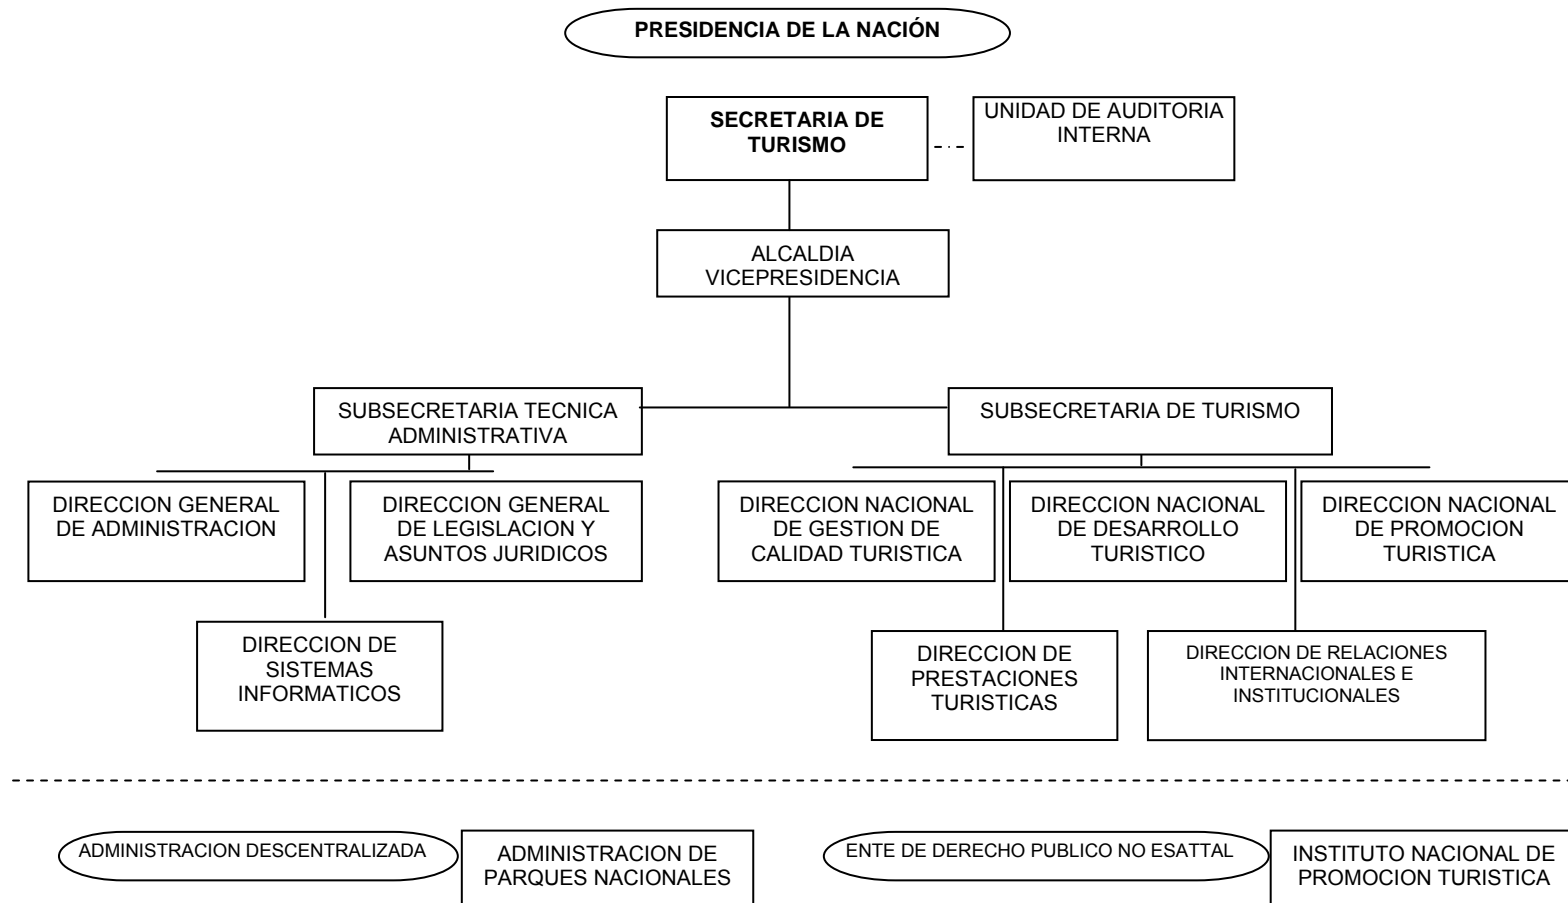 PRESIDENCIA DE LA NACIÓN
SECRETARIA DE
TURISMO
UNIDAD DE AUDITORIA
INTERNA
ALCALDIA
VICEPRESIDENCIA
SUBSECRETARIA TECNICA
ADMINISTRATIVA
SUBSECRETARIA DE TURISMO
DIRECCION GENERAL
DE ADMINISTRACION
DIRECCION GENERAL
DE LEGISLACION Y
ASUNTOS JURIDICOS
DIRECCION NACIONAL
DE GESTION DE
CALIDAD TURISTICA
DIRECCION NACIONAL
DE DESARROLLO
TURISTICO
DIRECCION NACIONAL
DE PROMOCION
TURISTICA
DIRECCION DE
SISTEMAS
INFORMATICOS
DIRECCION DE
PRESTACIONES
TURISTICAS
DIRECCION DE RELACIONES
INTERNACIONALES E
INSTITUCIONALES
ADMINISTRACION DESCENTRALIZADA
ADMINISTRACION DE
PARQUES NACIONALES
ENTE DE DERECHO PUBLICO NO ESATTAL
INSTITUTO NACIONAL DE
PROMOCION TURISTICA